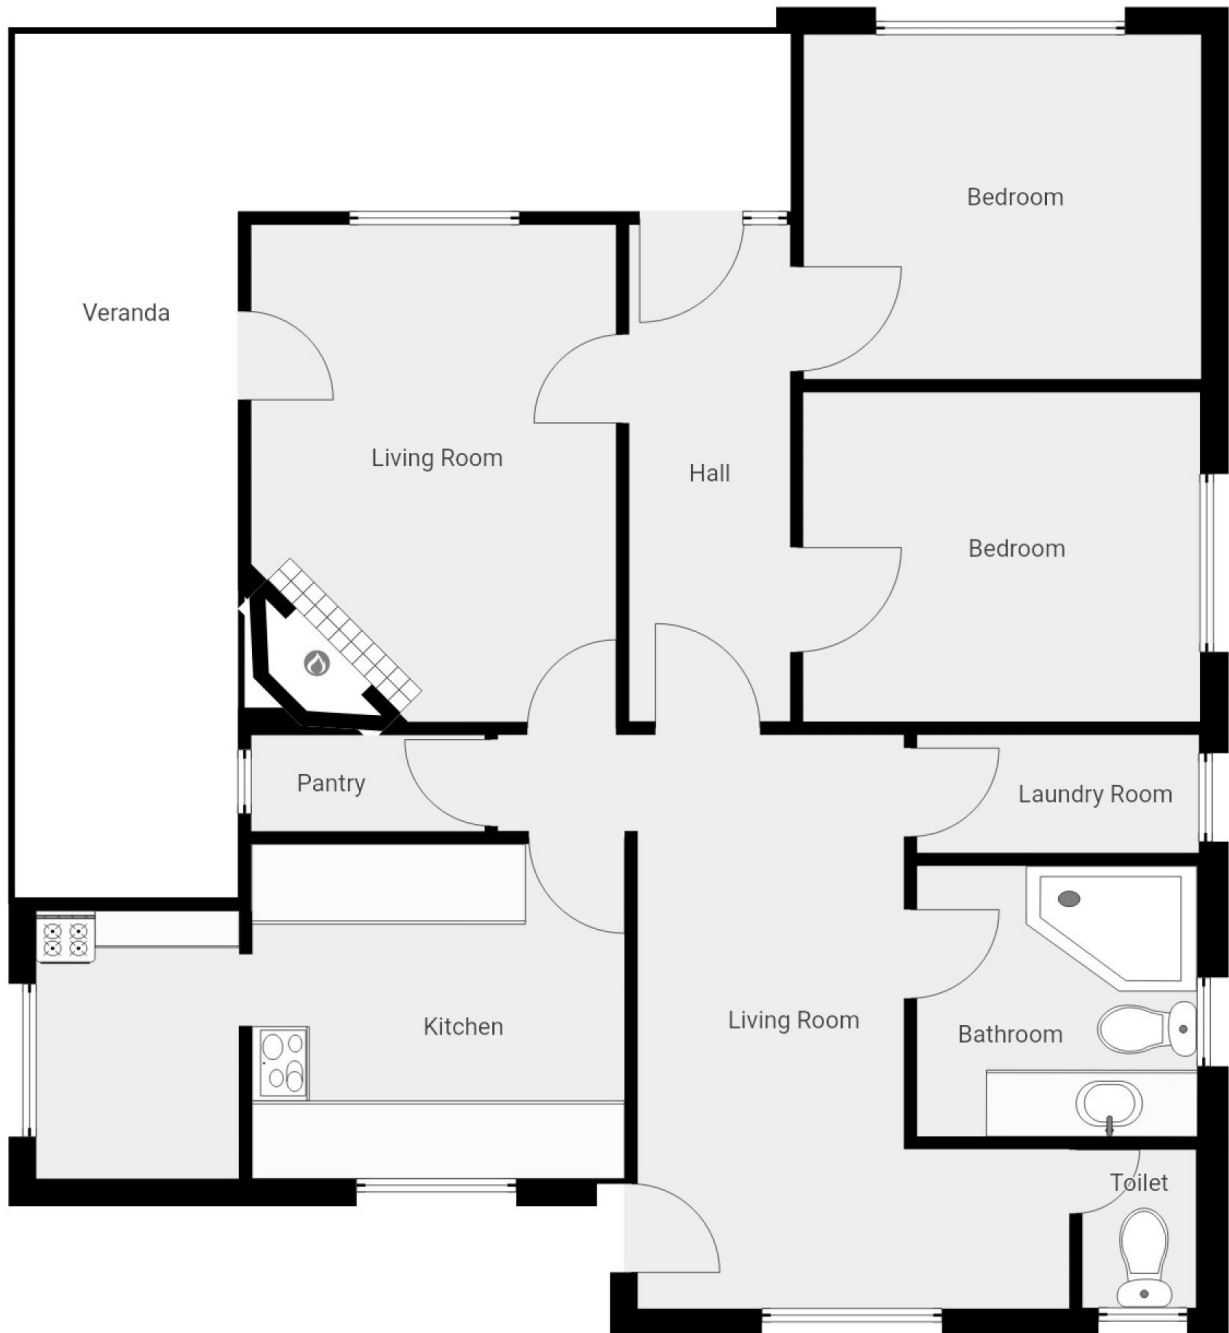 Bedroom
Veranda
Living Room
Hall
Bedroom
Pantry
Laundry Room
Kitchen
Living Room
Bathroom
Toilet